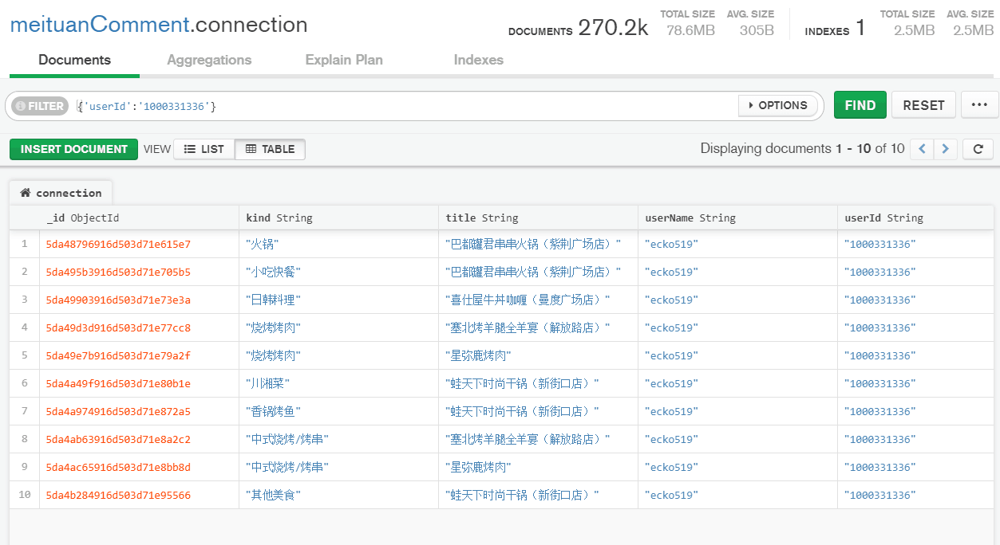 meituanComment.connection
DOCUMENTS 270.2k TOTAL SIZE 78.6MB AVG. SIZE 305B INDEXES 1 TOTAL SIZE 2.5MB AVG. SIZE 2.5MB
Documents Aggregations Explain Plan Indexes
FILTER {'userId':'1000331336'} OPTIONS FIND RESET ...
INSERT DOCUMENT VIEW LIST TABLE Displaying documents 1 - 10 of 10
connection
_id ObjectId kind String title String userName String userId String
1 5da48796916d503d71e615e7 "火锅" "巴都罐君串串火锅（紫荆广场店）" "ecko519" "1000331336"
2 5da495b3916d503d71e705b5 "小吃快餐" "巴都罐君串串火锅（紫荆广场店）" "ecko519" "1000331336"
3 5da49903916d503d71e73e3a "日韩料理" "喜仕屋牛丼咖喱（曼度广场店）" "ecko519" "1000331336"
4 5da49d3d916d503d71e77cc8 "烧烤烤肉" "塞北烤羊腿全羊宴（解放路店）" "ecko519" "1000331336"
5 5da49e7b916d503d71e79a2f "烧烤烤肉" "星弥鹿烤肉" "ecko519" "1000331336"
6 5da4a49f916d503d71e80b1e "川湘菜" "蛙天下时尚干锅（新街口店）" "ecko519" "1000331336"
7 5da4a974916d503d71e872a5 "香锅烤鱼" "蛙天下时尚干锅（新街口店）" "ecko519" "1000331336"
8 5da4ab63916d503d71e8a2c2 "中式烧烤/烤串" "塞北烤羊腿全羊宴（解放路店）" "ecko519" "1000331336"
9 5da4ac65916d503d71e8bb8d "中式烧烤/烤串" "星弥鹿烤肉" "ecko519" "1000331336"
10 5da4b284916d503d71e95566 "其他美食" "蛙天下时尚干锅（新街口店）" "ecko519" "1000331336"